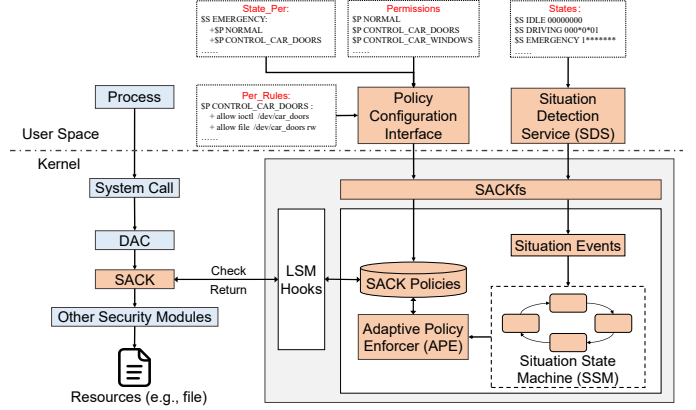 State_Per:
$S EMERGENCY:
+$P NORMAL
+$P CONTROL_CAR_DOORS
......
Permissions
$P NORMAL
$P CONTROL_CAR_DOORS
$P CONTROL_CAR_WINDOWS
......
States:
$S IDLE 00000000
$S DRIVING 000*0*01
$S EMERGENCY 1*******
......
Per_Rules:
$P CONTROL_CAR_DOORS :
+ allow ioctl /dev/car_doors
+ allow file /dev/car_doors rw
......
Process
Policy
Configuration
Interface
Situation
Detection
Service (SDS)
User Space
Kernel
System Call
SACKfs
DAC
Situation Events
SACK
Check
Return
LSM
Hooks
SACK Policies
Other Security Modules
Adaptive Policy
Enforcer (APE)
Situation State
Machine (SSM)
Resources (e.g., file)